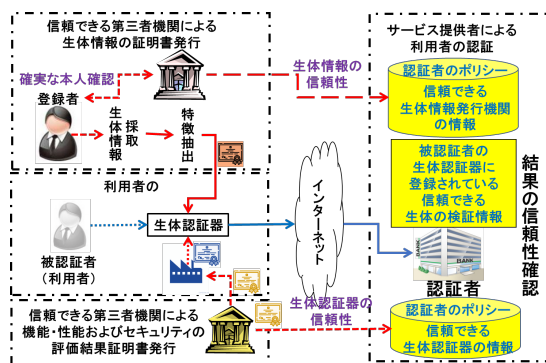 信頼できる第三者機関による
生体情報の証明書発行
確実な本人確認
登録者
生体情報
採取
特徴抽出
生体情報の
信頼性
利用者の
生体認証器
被認証者
(利用者)
インターネット
信頼できる第三者機関による
機能・性能およびセキュリティの
評価結果証明書発行
生体認証器の
信頼性
サービス提供者による
利用者の認証
認証者のポリシー
信頼できる
生体情報発行機関
の情報
被認証者の
生体認証器に
登録されている
信頼できる
生体の検証情報
BANK
認証者
認証者のポリシー
信頼できる
生体認証器の情報
結果の信頼性確認